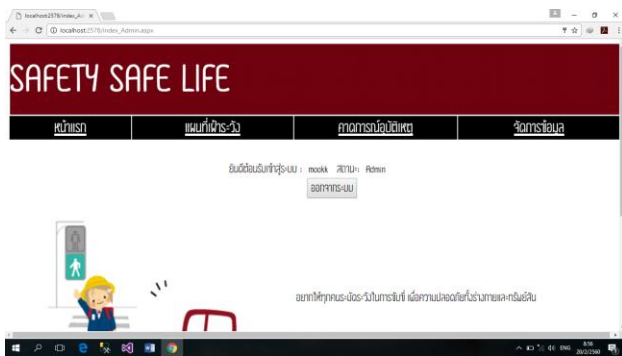 localhost:2578/Index_Ad
localhost:2578/Index_Admin.aspx
SAFETY SAFE LIFE
หน้าแรก แผนที่เฝ้าระวัง คาดการณ์อุบัติเหตุ จัดการข้อมูล
ยินดีต้อนรับเข้าสู่ระบบ : mookk สถานะ: Admin
ออกจากระบบ
อยากให้ทุกคนระมัดระวังในการขับขี่ เพื่อความปลอดภัยทั้งร่างกายและทรัพย์สิน
ENG
8:56
20/2/2560